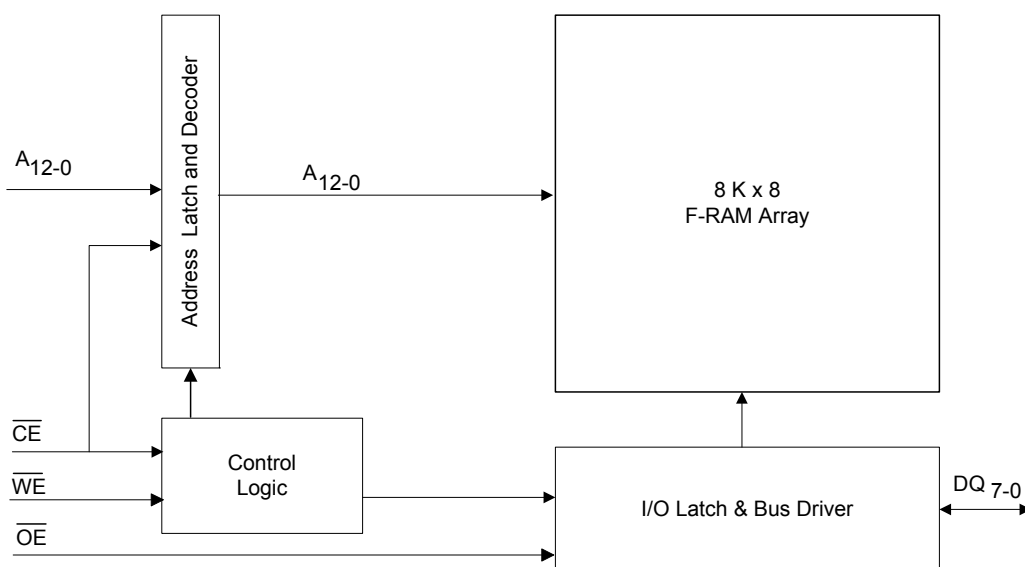 A12-0
Address Latch and Decoder
A12-0
8 K x 8
F-RAM Array
CE
WE
OE
Control
Logic
I/O Latch & Bus Driver
DQ 7-0